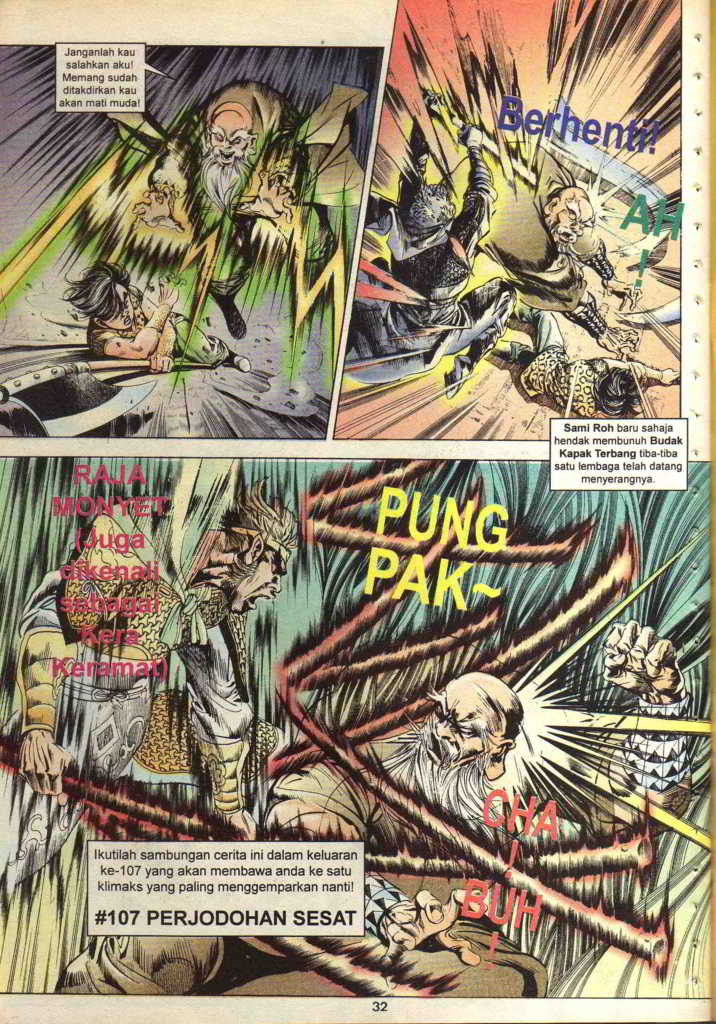 Janganlah kau
salahkan aku!
Memang sudah
ditakdirkan kau
akan mati muda!
Berhenti!
AH
!
Sami Roh baru sahaja
hendak membunuh Budak
Kapak Terbang tiba-tiba
satu lembaga telah datang
menyerangnya.
RAJA
MONYET
(Juga
dikenali
sebagai
Kera
Keramat)
PUNG
PAK~
CHA
!
BUH
!
Ikutilah sambungan cerita ini dalam keluaran
ke-107 yang akan membawa anda ke satu
klimaks yang paling menggemparkan nanti!
#107 PERJODOHAN SESAT
32